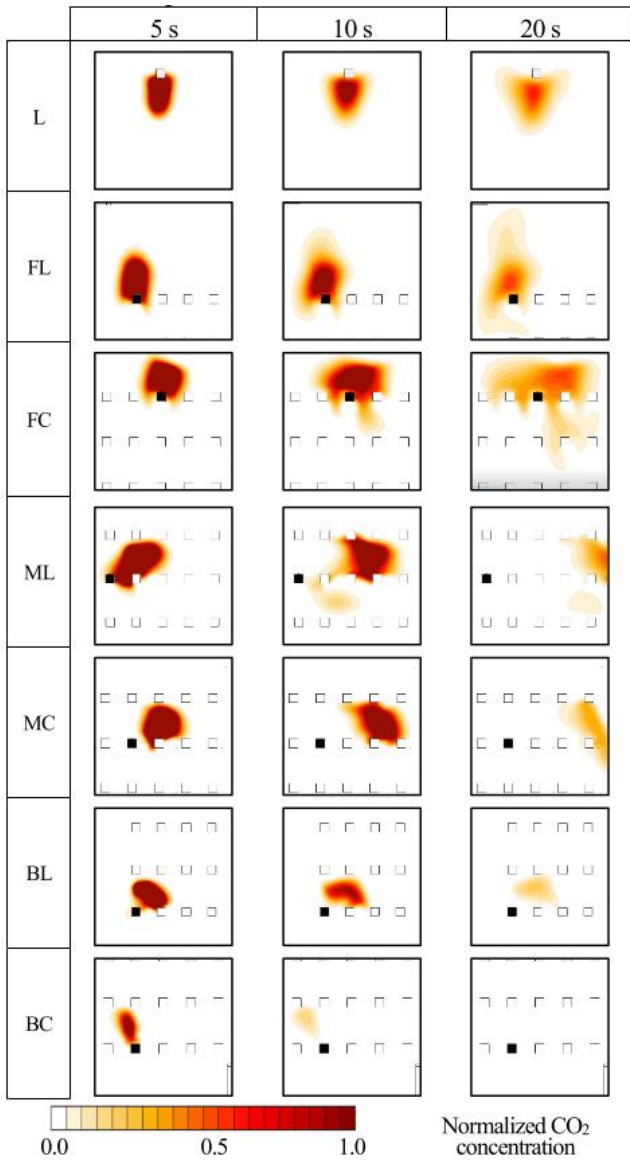 5 s 10 s 20 s
L
FL
FC
ML
MC
BL
BC
0.0 0.5 1.0
Normalized CO₂
concentration